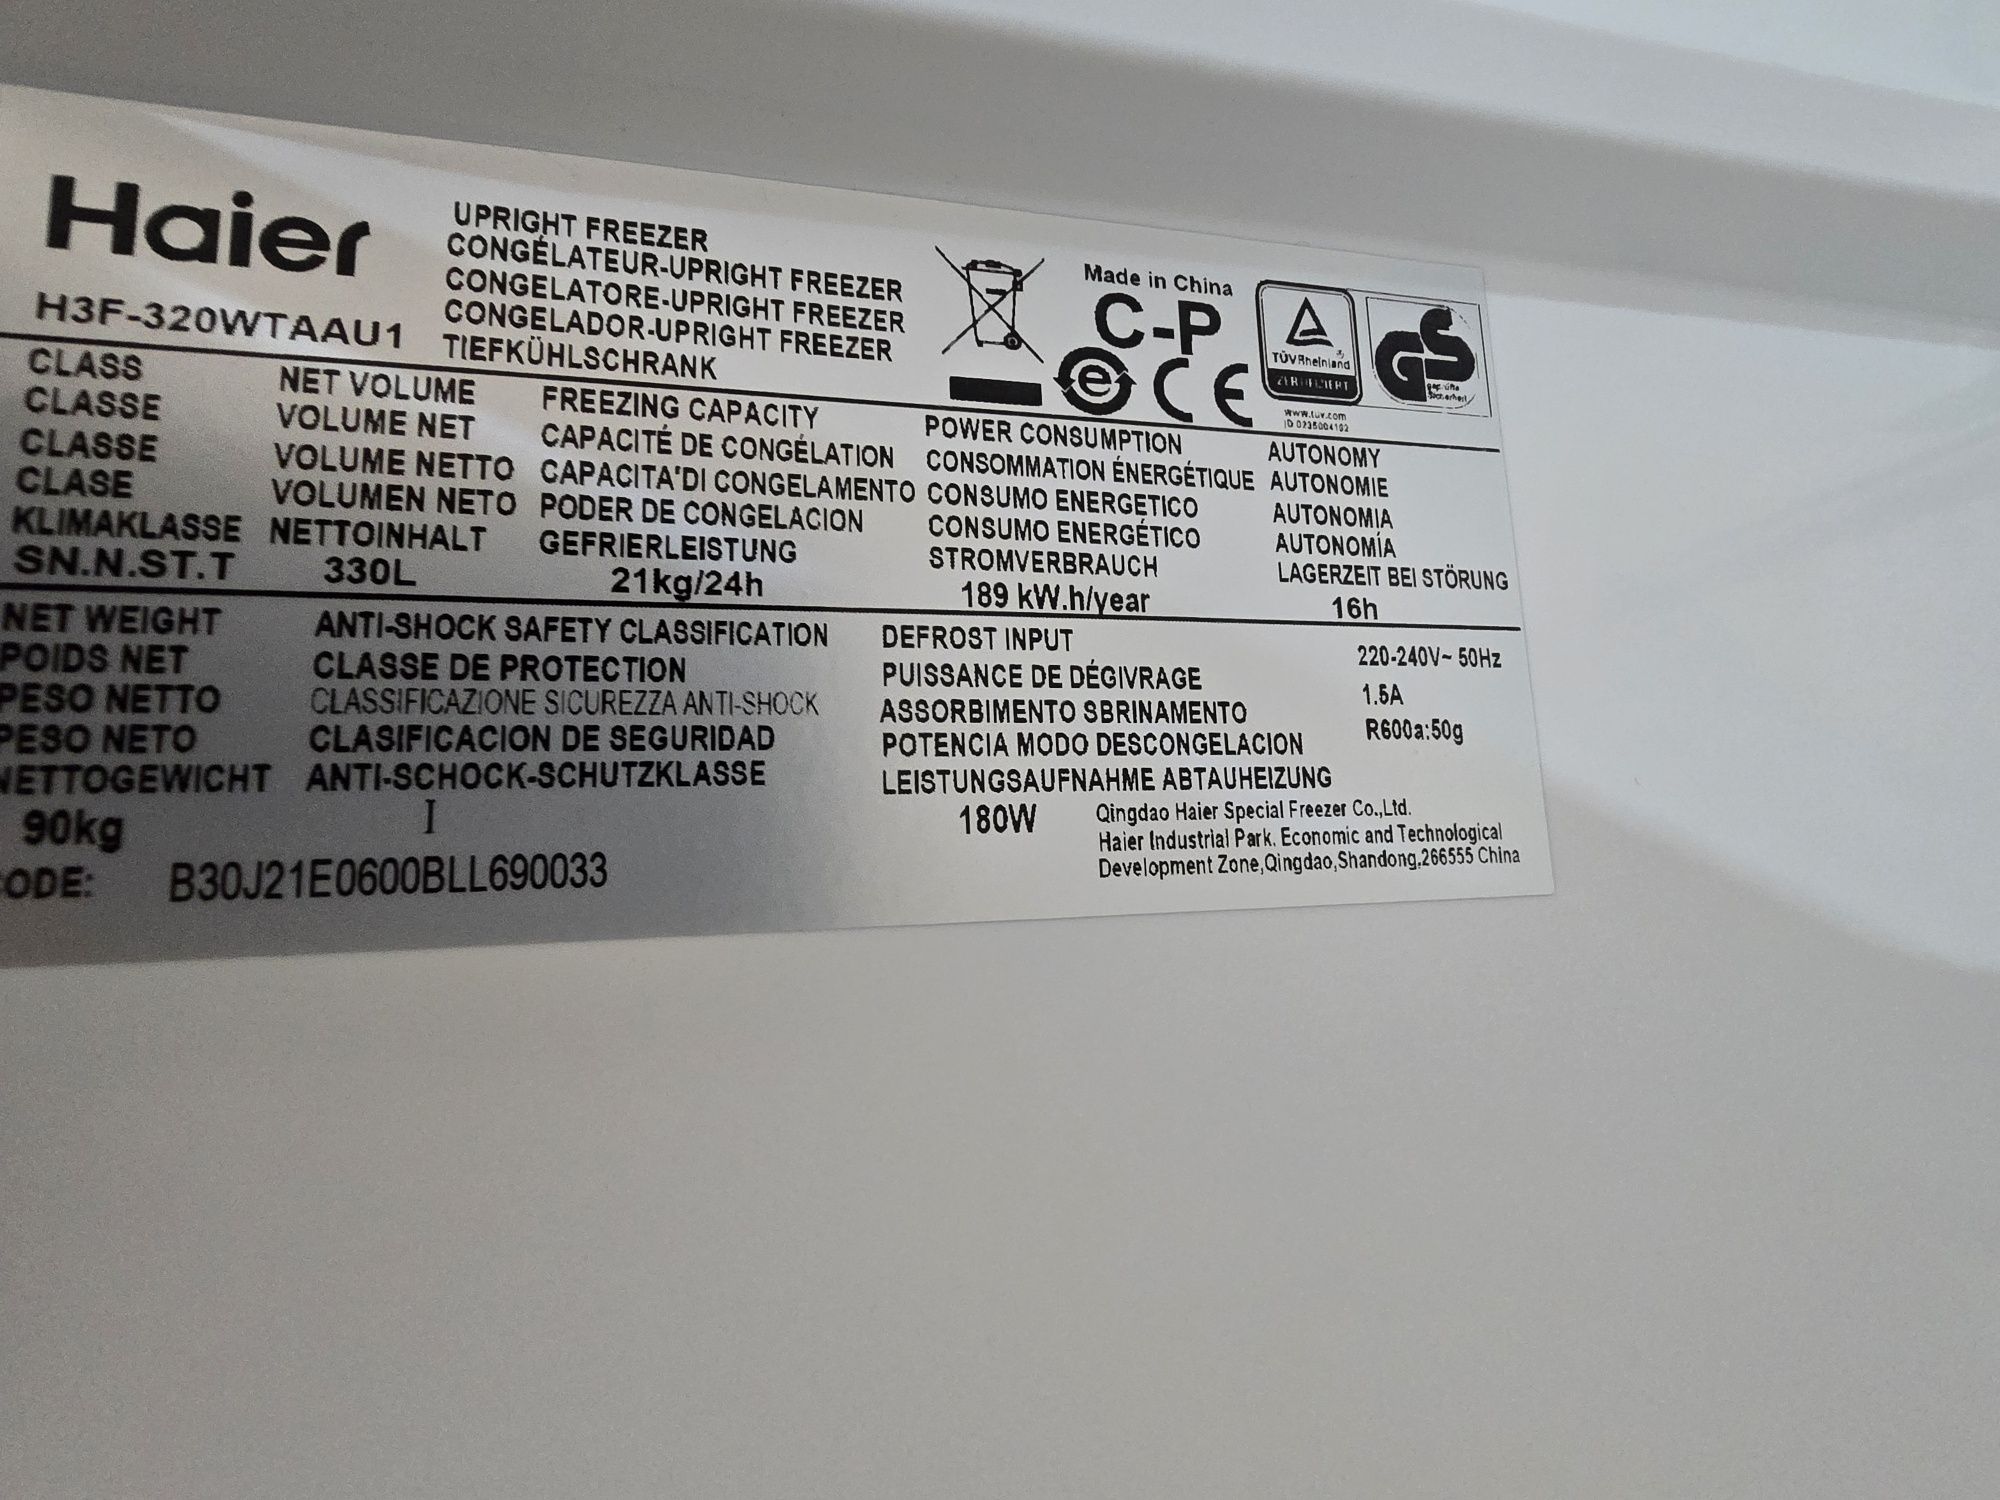 Haier
H3F-320WTAAU1
UPRIGHT FREEZER
CONGÉLATEUR-UPRIGHT FREEZER
CONGELATORE-UPRIGHT FREEZER
CONGELADOR-UPRIGHT FREEZER
TIEFKÜHLSCHRANK
Made in China
C-P
e CE
TÜVRheinland
ZERTIFIZIERT
www.tuv.com
GS
geprüfte
Sicherheit
CLASS
CLASSE
CLASSE
CLASE
KLIMAKLASSE
SN.N.ST.T
NET VOLUME
VOLUME NET
VOLUME NETTO
VOLUMEN NETO
NETTOINHALT
330L
FREEZING CAPACITY
CAPACITÉ DE CONGÉLATION
CAPACITA'DI CONGELAMENTO
PODER DE CONGELACION
GEFRIERLEISTUNG
21kg/24h
POWER CONSUMPTION
CONSOMMATION ÉNERGÉTIQUE
CONSUMO ENERGETICO
CONSUMO ENERGÉTICO
STROMVERBRAUCH
189 kW.h/year
AUTONOMY
AUTONOMIE
AUTONOMIA
AUTONOMÍA
LAGERZEIT BEI STÖRUNG
16h
NET WEIGHT
POIDS NET
PESO NETTO
PESO NETO
NETTOGEWICHT
90kg
ANTI-SHOCK SAFETY CLASSIFICATION
CLASSE DE PROTECTION
CLASSIFICAZIONE SICUREZZA ANTI-SHOCK
CLASIFICACION DE SEGURIDAD
ANTI-SCHOCK-SCHUTZKLASSE
I
DEFROST INPUT
PUISSANCE DE DÉGIVRAGE
ASSORBIMENTO SBRINAMENTO
POTENCIA MODO DESCONGELACION
LEISTUNGSAUFNAHME ABTAUHEIZUNG
180W
220-240V~ 50Hz
1.5A
R600a:50g
Qingdao Haier Special Freezer Co.,Ltd.
Haier Industrial Park, Economic and Technological
Development Zone,Qingdao,Shandong,266555 China
ODE: B30J21E0600BLL690033